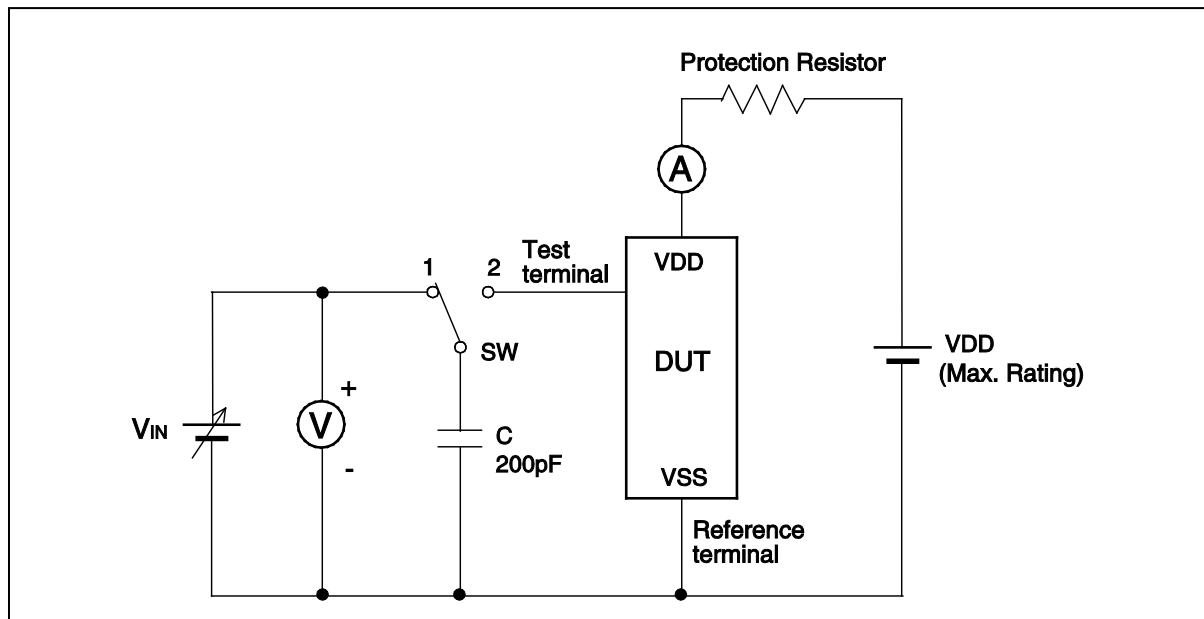 Protection Resistor
A
1
2
Test
terminal
VDD
SW
DUT
VDD
(Max. Rating)
+
VIN
V
-
C
200pF
VSS
Reference
terminal